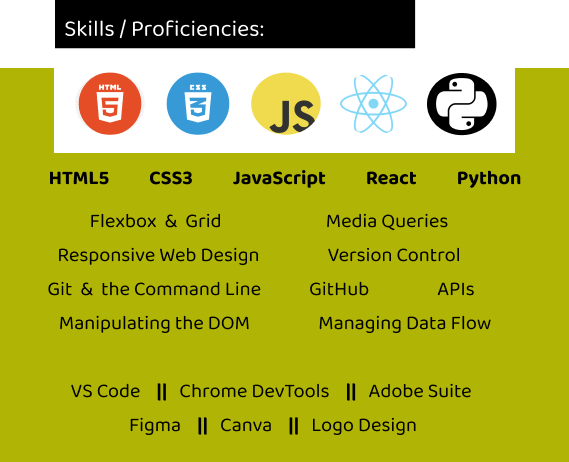 Skills / Proficiencies:
HTML 5 CSS 3 JS
HTML5 CSS3 JavaScript React Python
Flexbox & Grid Media Queries
Responsive Web Design Version Control
Git & the Command Line GitHub APIs
Manipulating the DOM Managing Data Flow
VS Code || Chrome DevTools || Adobe Suite
Figma || Canva || Logo Design